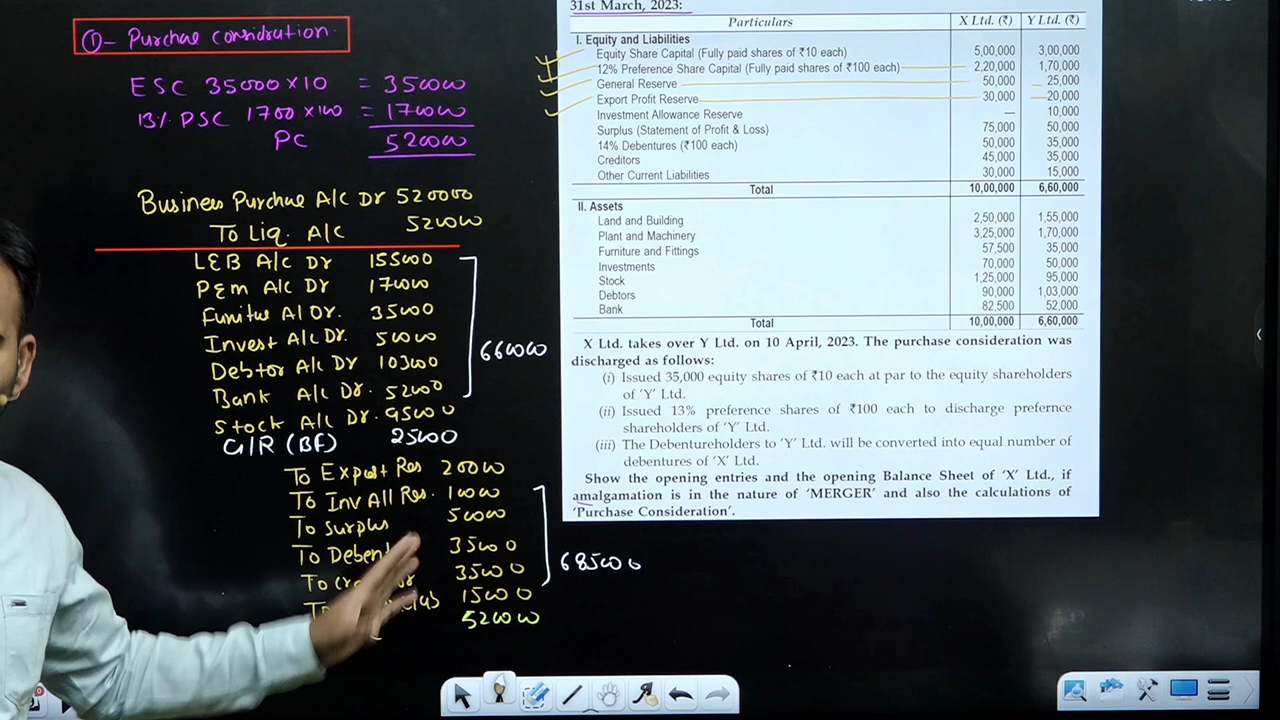 ①- Purchase consideration
ESC 35000 x 10 = 350000
13% PSC 1700 x 100 = 170000
PC 520000
Business Purchase A/c Dr 520000
To Liq. A/c 520000
L&B A/c Dr 155000
P&M A/c Dr 170000
Furnitue A/ Dr. 35000
Invest A/c Dr. 50000
Debtor A/c Dr 103000
Bank A/c Dr. 52000
Stock A/c Dr. 95000
660000
G/R (BF) 25000
To Export Res 20000
To Inv All Res. 10000
To Surplus 50000
To Deben 35000
To 35000
15000
520000
685000
31st March, 2023:
Particulars X Ltd. (₹) Y Ltd. (₹)
I. Equity and Liabilities
Equity Share Capital (Fully paid shares of ₹10 each) 5,00,000 3,00,000
12% Preference Share Capital (Fully paid shares of ₹100 each) 2,20,000 1,70,000
General Reserve 50,000 25,000
Export Profit Reserve 30,000 20,000
Investment Allowance Reserve — 10,000
Surplus (Statement of Profit & Loss) 75,000 50,000
14% Debentures (₹100 each) 50,000 35,000
Creditors 45,000 35,000
Other Current Liabilities 30,000 15,000
Total 10,00,000 6,60,000
II. Assets
Land and Building 2,50,000 1,55,000
Plant and Machinery 3,25,000 1,70,000
Furniture and Fittings 57,500 35,000
Investments 70,000 50,000
Stock 1,25,000 95,000
Debtors 90,000 1,03,000
Bank 82,500 52,000
Total 10,00,000 6,60,000
X Ltd. takes over Y Ltd. on 10 April, 2023. The purchase consideration was
discharged as follows:
(i) Issued 35,000 equity shares of ₹10 each at par to the equity shareholders
of 'Y' Ltd.
(ii) Issued 13% preference shares of ₹100 each to discharge prefernce
shareholders of 'Y' Ltd.
(iii) The Debentureholders to 'Y' Ltd. will be converted into equal number of
debentures of 'X' Ltd.
Show the opening entries and the opening Balance Sheet of 'X' Ltd., if
amalgamation is in the nature of 'MERGER' and also the calculations of
'Purchase Consideration'.